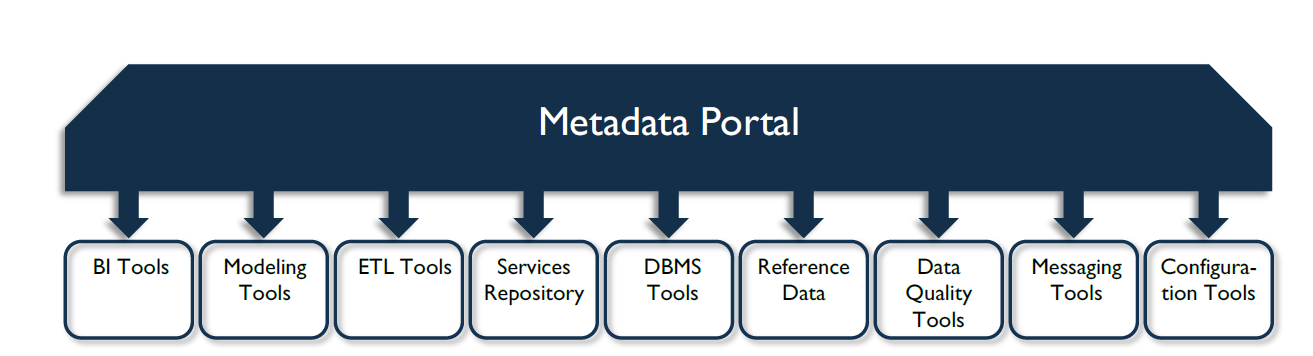 Metadata Portal
BI Tools
Modeling
Tools
ETL Tools
Services
Repository
DBMS
Tools
Reference
Data
Data
Quality
Tools
Messaging
Tools
Configura-
tion Tools